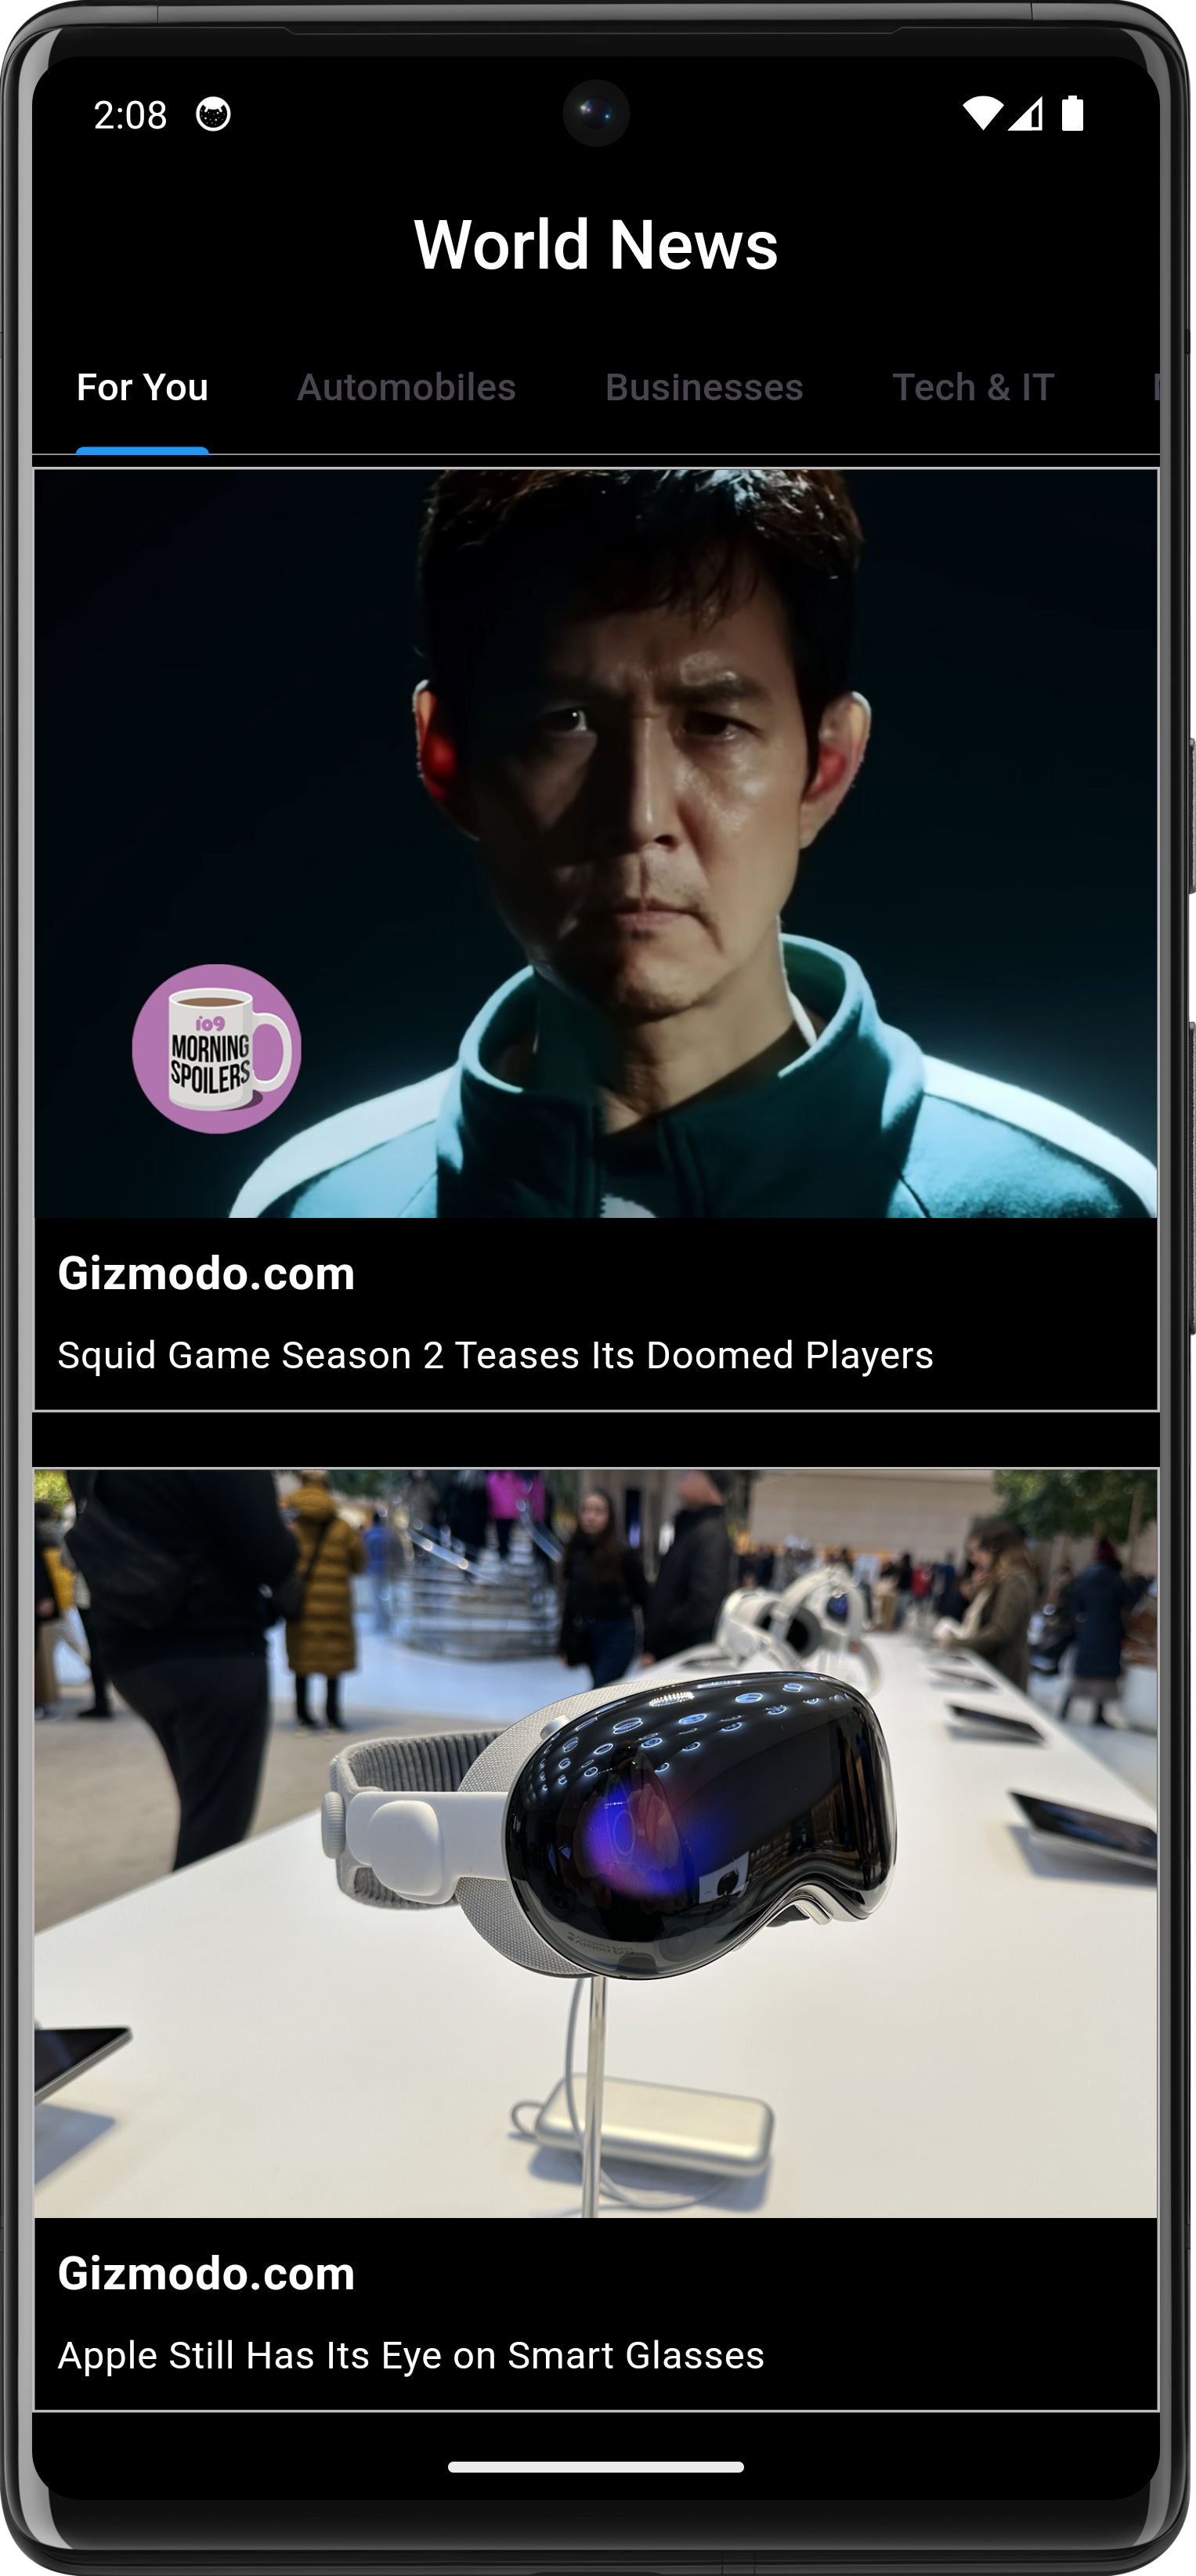 2:08
World News
For You Automobiles Businesses Tech & IT
io9
MORNING
SPOILERS
Gizmodo.com
Squid Game Season 2 Teases Its Doomed Players
Gizmodo.com
Apple Still Has Its Eye on Smart Glasses